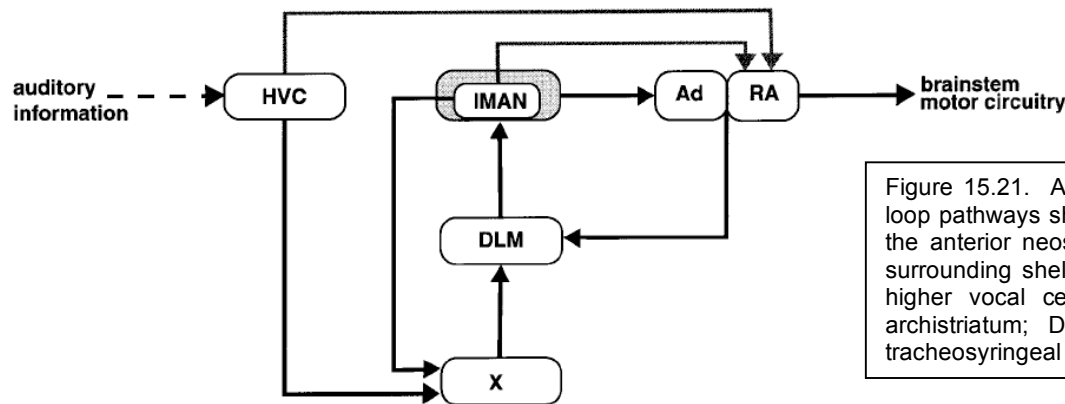 auditory
information
HVC
IMAN
Ad
RA
brainstem
motor circuitry
DLM
X
Figure 15.21. A
loop pathways sh
the anterior neos
surrounding shel
higher vocal ce
archistriatum; D
tracheosyringeal